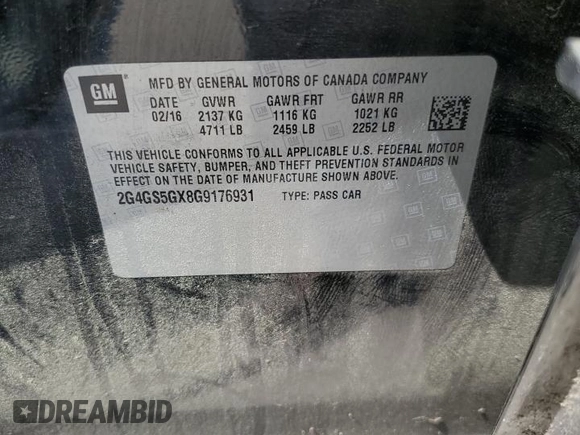 GM
MFD BY GENERAL MOTORS OF CANADA COMPANY
DATE GVWR GAWR FRT GAWR RR
02/16 2137 KG 1116 KG 1021 KG
4711 LB 2459 LB 2252 LB
THIS VEHICLE CONFORMS TO ALL APPLICABLE U.S. FEDERAL MOTOR
VEHICLE SAFETY, BUMPER, AND THEFT PREVENTION STANDARDS IN
EFFECT ON THE DATE OF MANUFACTURE SHOWN ABOVE.
2G4GS5GX8G9176931 TYPE: PASS CAR
DREAMBID